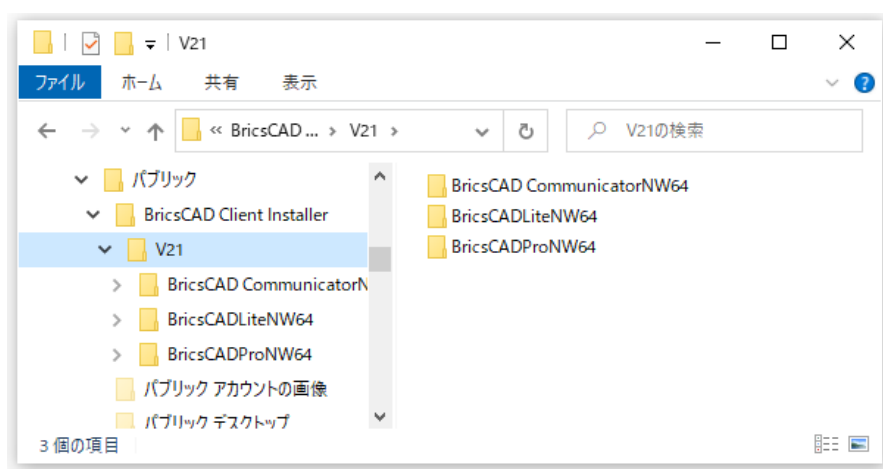 V21
ファイル ホーム 共有 表示
« BricsCAD ... › V21 › V21の検索
パブリック
BricsCAD Client Installer
V21
BricsCAD CommunicatorN
BricsCADLiteNW64
BricsCADProNW64
パブリック アカウントの画像
パブリック デスクトップ
BricsCAD CommunicatorNW64
BricsCADLiteNW64
BricsCADProNW64
3 個の項目